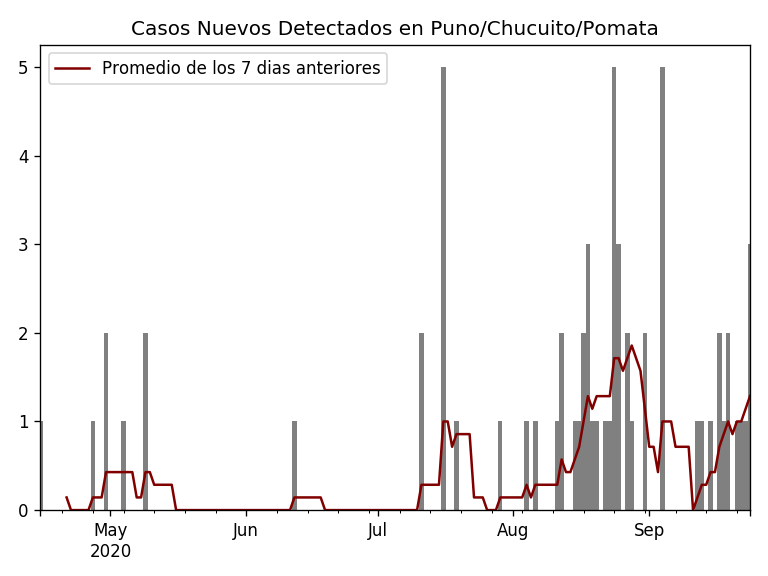 Casos Nuevos Detectados en Puno/Chucuito/Pomata
Promedio de los 7 dias anteriores
5
4
3
2
1
0
May Jun Jul Aug Sep
2020